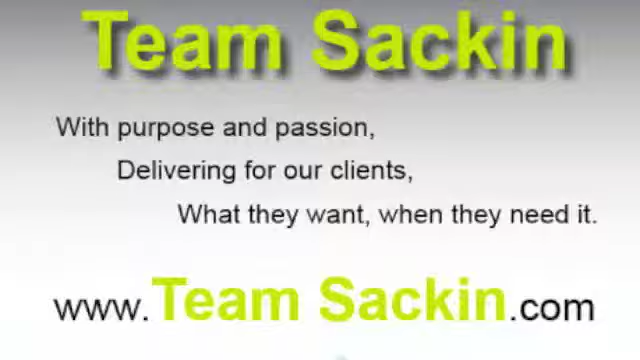 Team Sackin
With purpose and passion,
Delivering for our clients,
What they want, when they need it.
www.Team Sackin.com